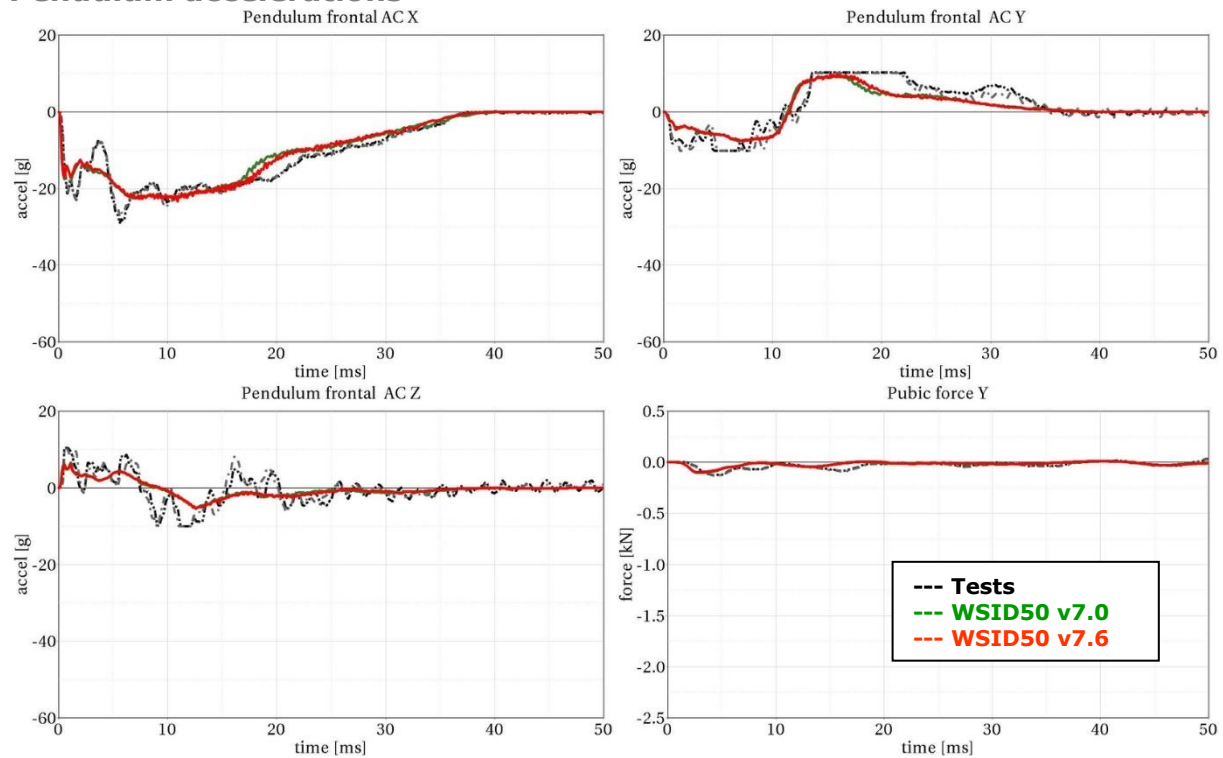 Pendulum accelerations
Pendulum frontal AC X
20
0
-20
-40
-60
accel [g]
0 10 20 30 40 50
time [ms]
Pendulum frontal AC Y
20
0
-20
-40
-60
accel [g]
0 10 20 30 40 50
time [ms]
Pendulum frontal AC Z
20
0
-20
-40
-60
accel [g]
0 10 20 30 40 50
time [ms]
Pubic force Y
0.5
0.0
-0.5
-1.0
-1.5
-2.0
-2.5
force [kN]
0 10 20 30 40 50
time [ms]
--- Tests
--- WSID50 v7.0
--- WSID50 v7.6